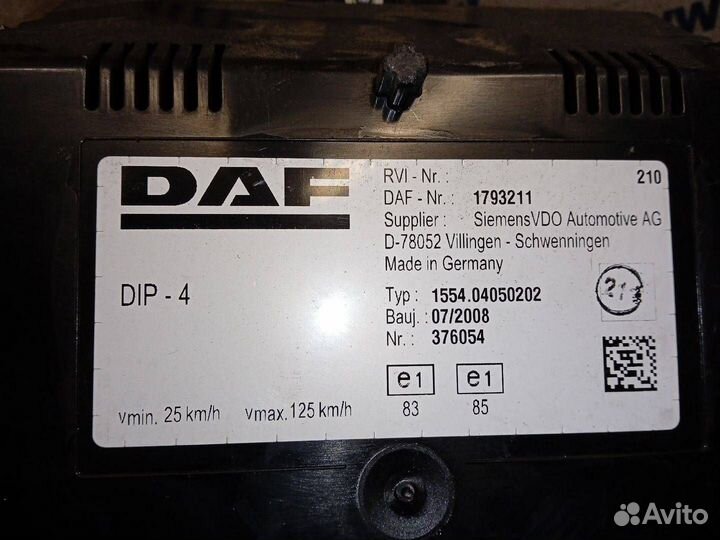 DAF
RVI - Nr. : 210
DAF - Nr. : 1793211
Supplier : SiemensVDO Automotive AG
D-78052 Villingen - Schwenningen
Made in Germany
DIP - 4
Typ : 1554.04050202
Bauj. : 07/2008
Nr. : 376054
e1 e1
83 85
vmin. 25 km/h vmax. 125 km/h
Avito